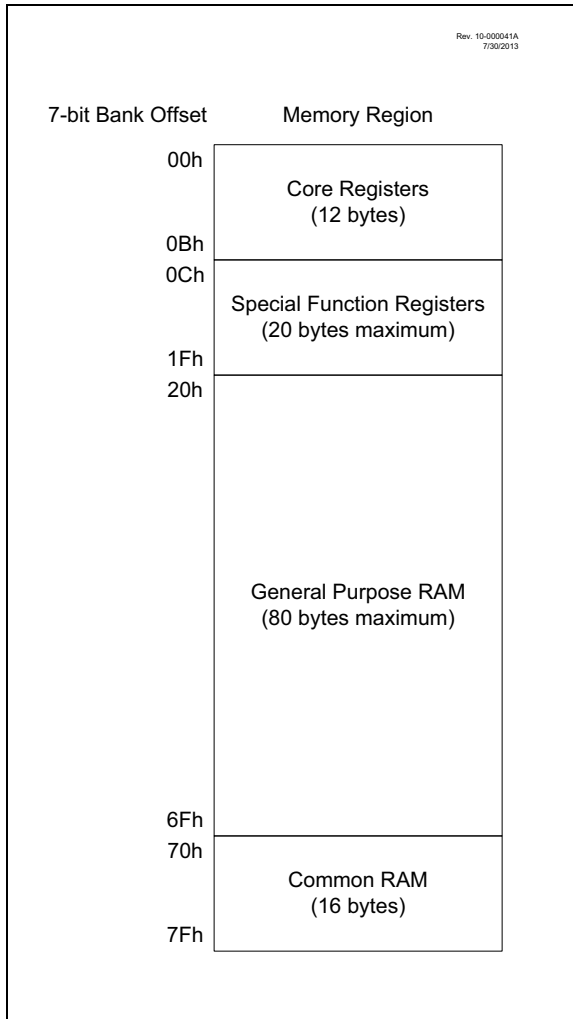 Rev. 10-000041A
7/30/2013
7-bit Bank Offset Memory Region
00h
Core Registers
(12 bytes)
0Bh
0Ch
Special Function Registers
(20 bytes maximum)
1Fh
20h
General Purpose RAM
(80 bytes maximum)
6Fh
70h
Common RAM
(16 bytes)
7Fh